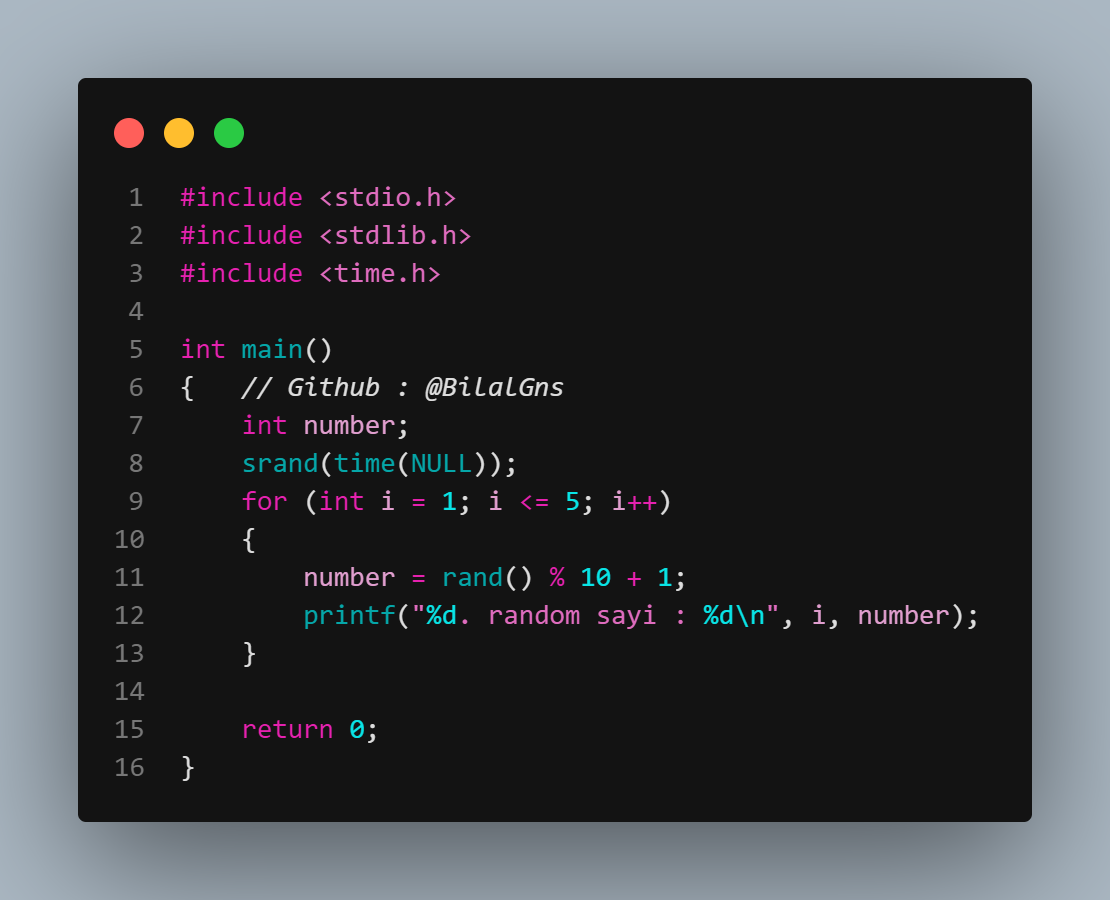 1 #include <stdio.h>
2 #include <stdlib.h>
3 #include <time.h>
4
5 int main()
6 {   // Github : @BilalGns
7     int number;
8     srand(time(NULL));
9     for (int i = 1; i <= 5; i++)
10     {
11         number = rand() % 10 + 1;
12         printf("%d. random sayi : %d\n", i, number);
13     }
14
15     return 0;
16 }